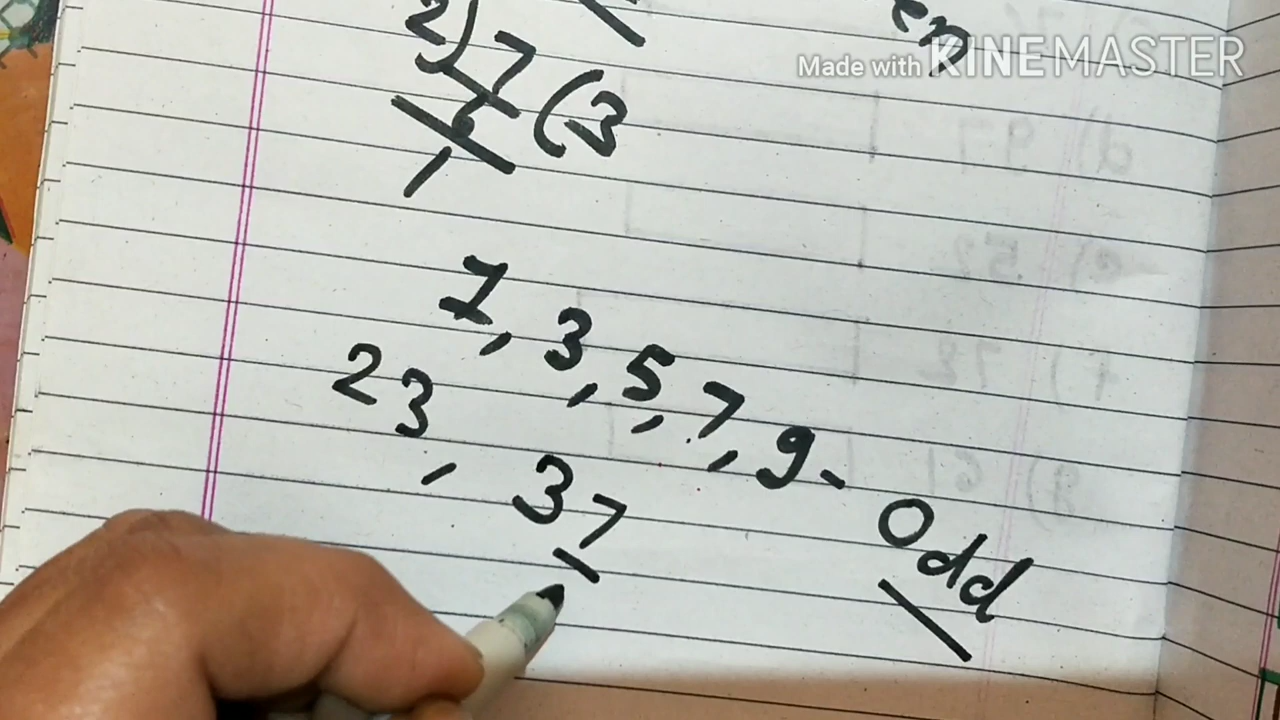 Made with KINEMASTER
2) 7 (3
6
1
1, 3, 5, 7, 9- Odd
23, 37